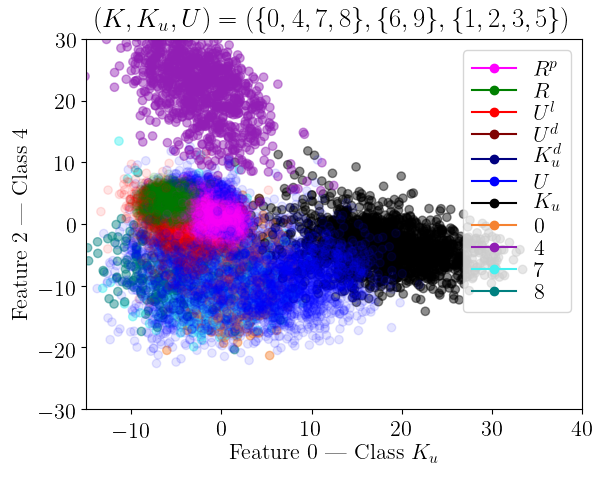 (K, K_u, U) = ({0, 4, 7, 8}, {6, 9}, {1, 2, 3, 5})
30
20
10
0
−10
−20
−30
Feature 2 — Class 4
R^p
R
U^l
U^d
K_u^d
U
K_u
0
4
7
8
−10
0
10
20
30
40
Feature 0 — Class K_u